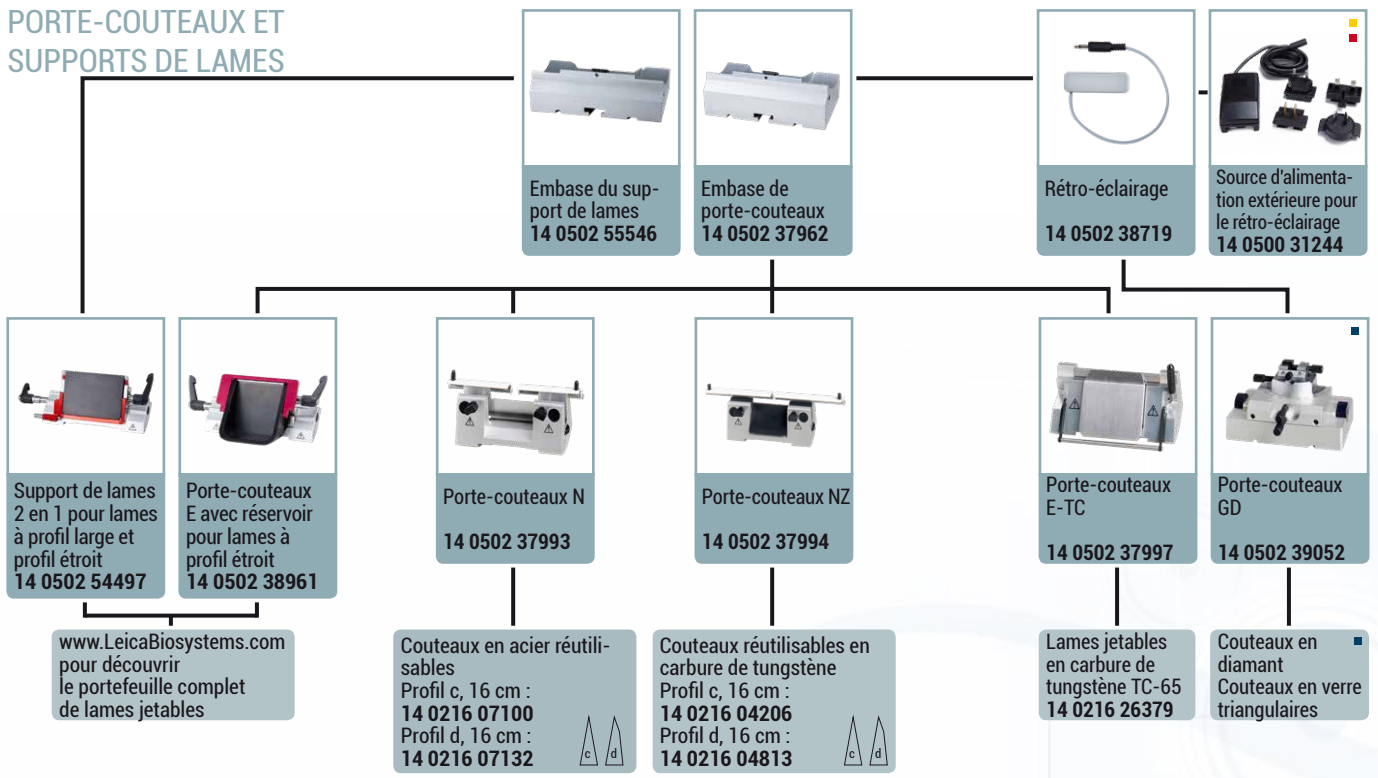 PORTE-COUTEAUX ET
SUPPORTS DE LAMES
Embase du sup-
port de lames
14 0502 55546
Embase de
porte-couteaux
14 0502 37962
Rétro-éclairage
14 0502 38719
Source d'alimenta-
tion extérieure pour
le rétro-éclairage
14 0500 31244
Support de lames
2 en 1 pour lames
à profil large et
profil étroit
14 0502 54497
Porte-couteaux
E avec réservoir
pour lames à
profil étroit
14 0502 38961
Porte-couteaux N
14 0502 37993
Porte-couteaux NZ
14 0502 37994
Porte-couteaux
E-TC
14 0502 37997
Porte-couteaux
GD
14 0502 39052
www.LeicaBiosystems.com
pour découvrir
le portefeuille complet
de lames jetables
Couteaux en acier réutili-
sables
Profil c, 16 cm :
14 0216 07100
Profil d, 16 cm :
14 0216 07132
c d
Couteaux réutilisables en
carbure de tungstène
Profil c, 16 cm :
14 0216 04206
Profil d, 16 cm :
14 0216 04813
c d
Lames jetables
en carbure de
tungstène TC-65
14 0216 26379
Couteaux en
diamant
Couteaux en verre
triangulaires